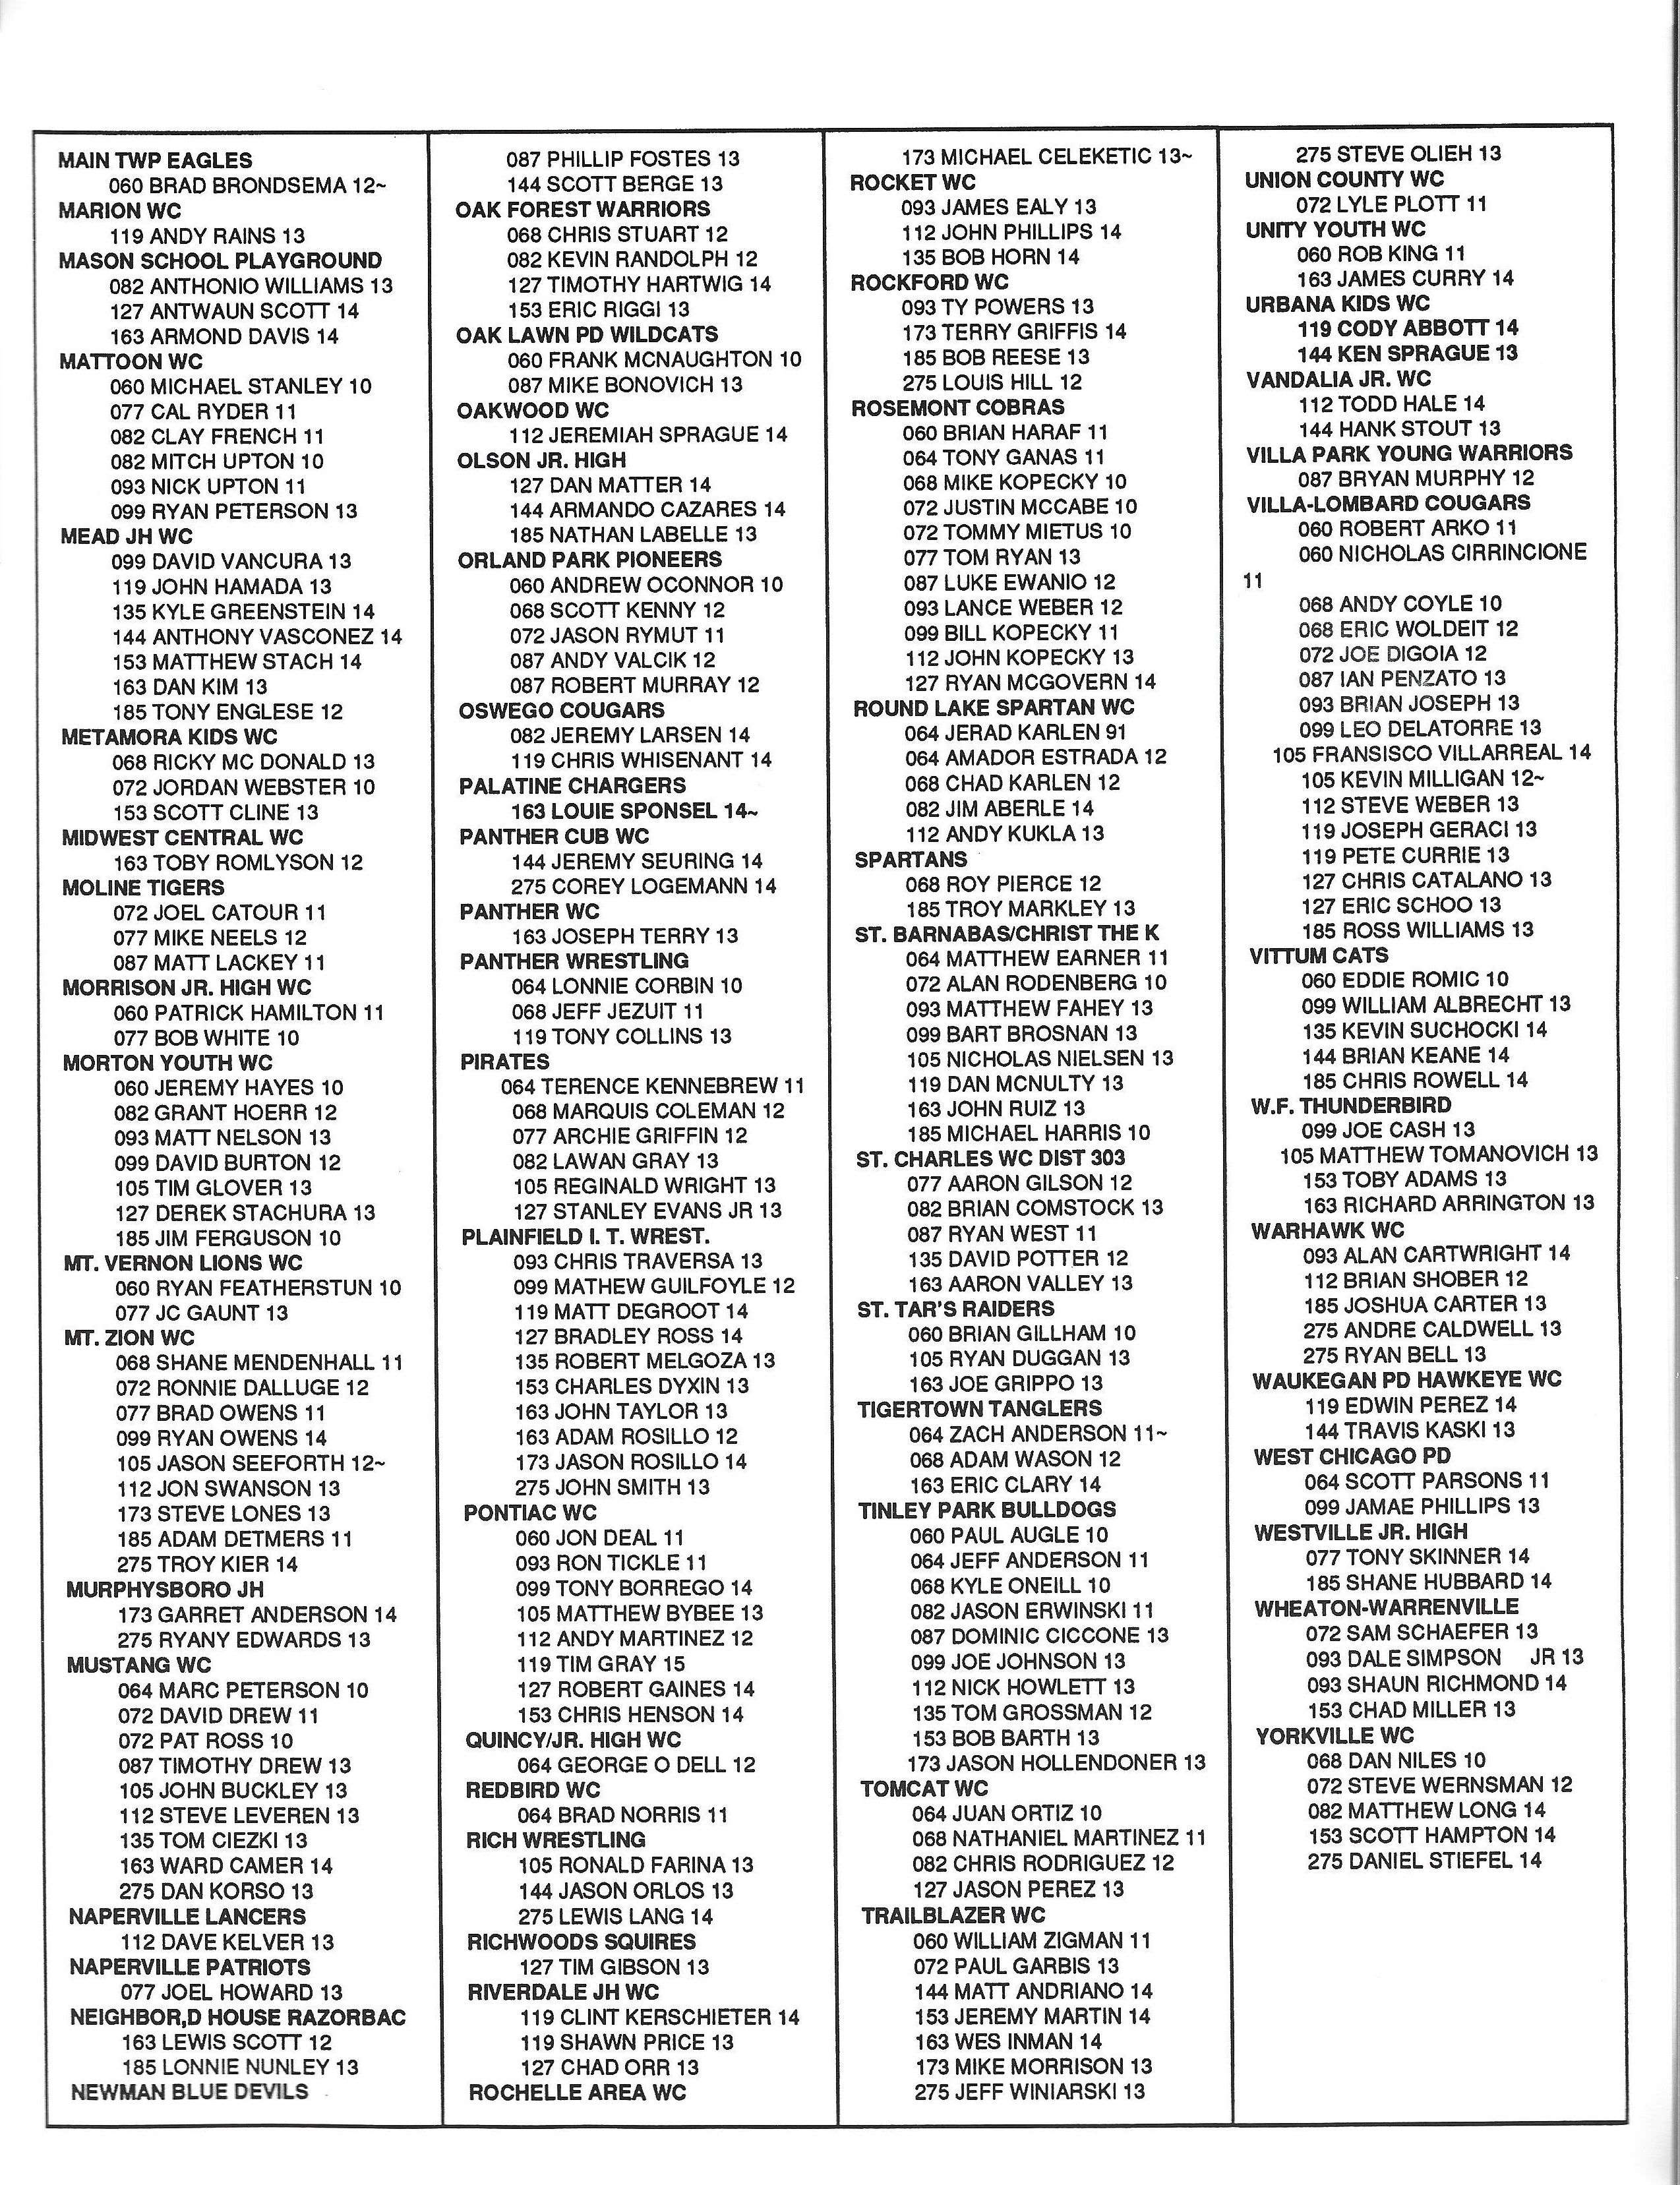 MAIN TWP EAGLES
060 BRAD BRONDSEMA 12~
MARION WC
119 ANDY RAINS 13
MASON SCHOOL PLAYGROUND
082 ANTHONIO WILLIAMS 13
127 ANTWAUN SCOTT 14
163 ARMOND DAVIS 14
MATTOON WC
060 MICHAEL STANLEY 10
077 CAL RYDER 11
082 CLAY FRENCH 11
082 MITCH UPTON 10
093 NICK UPTON 11
099 RYAN PETERSON 13
MEAD JH WC
099 DAVID VANCURA 13
119 JOHN HAMADA 13
135 KYLE GREENSTEIN 14
144 ANTHONY VASCONEZ 14
153 MATTHEW STACH 14
163 DAN KIM 13
185 TONY ENGLESE 12
METAMORA KIDS WC
068 RICKY MC DONALD 13
072 JORDAN WEBSTER 10
153 SCOTT CLINE 13
MIDWEST CENTRAL WC
163 TOBY ROMLYSON 12
MOLINE TIGERS
072 JOEL CATOUR 11
077 MIKE NEELS 12
087 MATT LACKEY 11
MORRISON JR. HIGH WC
060 PATRICK HAMILTON 11
077 BOB WHITE 10
MORTON YOUTH WC
060 JEREMY HAYES 10
082 GRANT HOERR 12
093 MATT NELSON 13
099 DAVID BURTON 12
105 TIM GLOVER 13
127 DEREK STACHURA 13
185 JIM FERGUSON 10
MT. VERNON LIONS WC
060 RYAN FEATHERSTUN 10
077 JC GAUNT 13
MT. ZION WC
068 SHANE MENDENHALL 11
072 RONNIE DALLUGE 12
077 BRAD OWENS 11
099 RYAN OWENS 14
105 JASON SEEFORTH 12~
112 JON SWANSON 13
173 STEVE LONES 13
185 ADAM DETMERS 11
275 TROY KIER 14
MURPHYSBORO JH
173 GARRET ANDERSON 14
275 RYANY EDWARDS 13
MUSTANG WC
064 MARC PETERSON 10
072 DAVID DREW 11
072 PAT ROSS 10
087 TIMOTHY DREW 13
105 JOHN BUCKLEY 13
112 STEVE LEVEREN 13
135 TOM CIEZKI 13
163 WARD CAMER 14
275 DAN KORSO 13
NAPERVILLE LANCERS
112 DAVE KELVER 13
NAPERVILLE PATRIOTS
077 JOEL HOWARD 13
NEIGHBOR,D HOUSE RAZORBAC
163 LEWIS SCOTT 12
185 LONNIE NUNLEY 13
NEWMAN BLUE DEVILS
087 PHILLIP FOSTES 13
144 SCOTT BERGE 13
OAK FOREST WARRIORS
068 CHRIS STUART 12
082 KEVIN RANDOLPH 12
127 TIMOTHY HARTWIG 14
153 ERIC RIGGI 13
OAK LAWN PD WILDCATS
060 FRANK MCNAUGHTON 10
087 MIKE BONOVICH 13
OAKWOOD WC
112 JEREMIAH SPRAGUE 14
OLSON JR. HIGH
127 DAN MATTER 14
144 ARMANDO CAZARES 14
185 NATHAN LABELLE 13
ORLAND PARK PIONEERS
060 ANDREW OCONNOR 10
068 SCOTT KENNY 12
072 JASON RYMUT 11
087 ANDY VALCIK 12
087 ROBERT MURRAY 12
OSWEGO COUGARS
082 JEREMY LARSEN 14
119 CHRIS WHISENANT 14
PALATINE CHARGERS
163 LOUIE SPONSEL 14~
PANTHER CUB WC
144 JEREMY SEURING 14
275 COREY LOGEMANN 14
PANTHER WC
163 JOSEPH TERRY 13
PANTHER WRESTLING
064 LONNIE CORBIN 10
068 JEFF JEZUIT 11
119 TONY COLLINS 13
PIRATES
064 TERENCE KENNEBREW 11
068 MARQUIS COLEMAN 12
077 ARCHIE GRIFFIN 12
082 LAWAN GRAY 13
105 REGINALD WRIGHT 13
127 STANLEY EVANS JR 13
PLAINFIELD I. T. WREST.
093 CHRIS TRAVERSA 13
099 MATHEW GUILFOYLE 12
119 MATT DEGROOT 14
127 BRADLEY ROSS 14
135 ROBERT MELGOZA 13
153 CHARLES DYXIN 13
163 JOHN TAYLOR 13
163 ADAM ROSILLO 12
173 JASON ROSILLO 14
275 JOHN SMITH 13
PONTIAC WC
060 JON DEAL 11
093 RON TICKLE 11
099 TONY BORREGO 14
105 MATTHEW BYBEE 13
112 ANDY MARTINEZ 12
119 TIM GRAY 15
127 ROBERT GAINES 14
153 CHRIS HENSON 14
QUINCY/JR. HIGH WC
064 GEORGE O DELL 12
REDBIRD WC
064 BRAD NORRIS 11
RICH WRESTLING
105 RONALD FARINA 13
144 JASON ORLOS 13
275 LEWIS LANG 14
RICHWOODS SQUIRES
127 TIM GIBSON 13
RIVERDALE JH WC
119 CLINT KERSCHIETER 14
119 SHAWN PRICE 13
127 CHAD ORR 13
ROCHELLE AREA WC
173 MICHAEL CELEKETIC 13~
ROCKET WC
093 JAMES EALY 13
112 JOHN PHILLIPS 14
135 BOB HORN 14
ROCKFORD WC
093 TY POWERS 13
173 TERRY GRIFFIS 14
185 BOB REESE 13
275 LOUIS HILL 12
ROSEMONT COBRAS
060 BRIAN HARAF 11
064 TONY GANAS 11
068 MIKE KOPECKY 10
072 JUSTIN MCCABE 10
072 TOMMY MIETUS 10
077 TOM RYAN 13
087 LUKE EWANIO 12
093 LANCE WEBER 12
099 BILL KOPECKY 11
112 JOHN KOPECKY 13
127 RYAN MCGOVERN 14
ROUND LAKE SPARTAN WC
064 JERAD KARLEN 91
064 AMADOR ESTRADA 12
068 CHAD KARLEN 12
082 JIM ABERLE 14
112 ANDY KUKLA 13
SPARTANS
068 ROY PIERCE 12
185 TROY MARKLEY 13
ST. BARNABAS/CHRIST THE K
064 MATTHEW EARNER 11
072 ALAN RODENBERG 10
093 MATTHEW FAHEY 13
099 BART BROSNAN 13
105 NICHOLAS NIELSEN 13
119 DAN MCNULTY 13
163 JOHN RUIZ 13
185 MICHAEL HARRIS 10
ST. CHARLES WC DIST 303
077 AARON GILSON 12
082 BRIAN COMSTOCK 13
087 RYAN WEST 11
135 DAVID POTTER 12
163 AARON VALLEY 13
ST. TAR'S RAIDERS
060 BRIAN GILLHAM 10
105 RYAN DUGGAN 13
163 JOE GRIPPO 13
TIGERTOWN TANGLERS
064 ZACH ANDERSON 11~
068 ADAM WASON 12
163 ERIC CLARY 14
TINLEY PARK BULLDOGS
060 PAUL AUGLE 10
064 JEFF ANDERSON 11
068 KYLE ONEILL 10
082 JASON ERWINSKI 11
087 DOMINIC CICCONE 13
099 JOE JOHNSON 13
112 NICK HOWLETT 13
135 TOM GROSSMAN 12
153 BOB BARTH 13
173 JASON HOLLENDONER 13
TOMCAT WC
064 JUAN ORTIZ 10
068 NATHANIEL MARTINEZ 11
082 CHRIS RODRIGUEZ 12
127 JASON PEREZ 13
TRAILBLAZER WC
060 WILLIAM ZIGMAN 11
072 PAUL GARBIS 13
144 MATT ANDRIANO 14
153 JEREMY MARTIN 14
163 WES INMAN 14
173 MIKE MORRISON 13
275 JEFF WINIARSKI 13
275 STEVE OLIEH 13
UNION COUNTY WC
072 LYLE PLOTT 11
UNITY YOUTH WC
060 ROB KING 11
163 JAMES CURRY 14
URBANA KIDS WC
119 CODY ABBOTT 14
144 KEN SPRAGUE 13
VANDALIA JR. WC
112 TODD HALE 14
144 HANK STOUT 13
VILLA PARK YOUNG WARRIORS
087 BRYAN MURPHY 12
VILLA-LOMBARD COUGARS
060 ROBERT ARKO 11
060 NICHOLAS CIRRINCIONE
11
068 ANDY COYLE 10
068 ERIC WOLDEIT 12
072 JOE DIGOIA 12
087 IAN PENZATO 13
093 BRIAN JOSEPH 13
099 LEO DELATORRE 13
105 FRANSISCO VILLARREAL 14
105 KEVIN MILLIGAN 12~
112 STEVE WEBER 13
119 JOSEPH GERACI 13
119 PETE CURRIE 13
127 CHRIS CATALANO 13
127 ERIC SCHOO 13
185 ROSS WILLIAMS 13
VITTUM CATS
060 EDDIE ROMIC 10
099 WILLIAM ALBRECHT 13
135 KEVIN SUCHOCKI 14
144 BRIAN KEANE 14
185 CHRIS ROWELL 14
W.F. THUNDERBIRD
099 JOE CASH 13
105 MATTHEW TOMANOVICH 13
153 TOBY ADAMS 13
163 RICHARD ARRINGTON 13
WARHAWK WC
093 ALAN CARTWRIGHT 14
112 BRIAN SHOBER 12
185 JOSHUA CARTER 13
275 ANDRE CALDWELL 13
275 RYAN BELL 13
WAUKEGAN PD HAWKEYE WC
119 EDWIN PEREZ 14
144 TRAVIS KASKI 13
WEST CHICAGO PD
064 SCOTT PARSONS 11
099 JAMAE PHILLIPS 13
WESTVILLE JR. HIGH
077 TONY SKINNER 14
185 SHANE HUBBARD 14
WHEATON-WARRENVILLE
072 SAM SCHAEFER 13
093 DALE SIMPSON JR 13
093 SHAUN RICHMOND 14
153 CHAD MILLER 13
YORKVILLE WC
068 DAN NILES 10
072 STEVE WERNSMAN 12
082 MATTHEW LONG 14
153 SCOTT HAMPTON 14
275 DANIEL STIEFEL 14